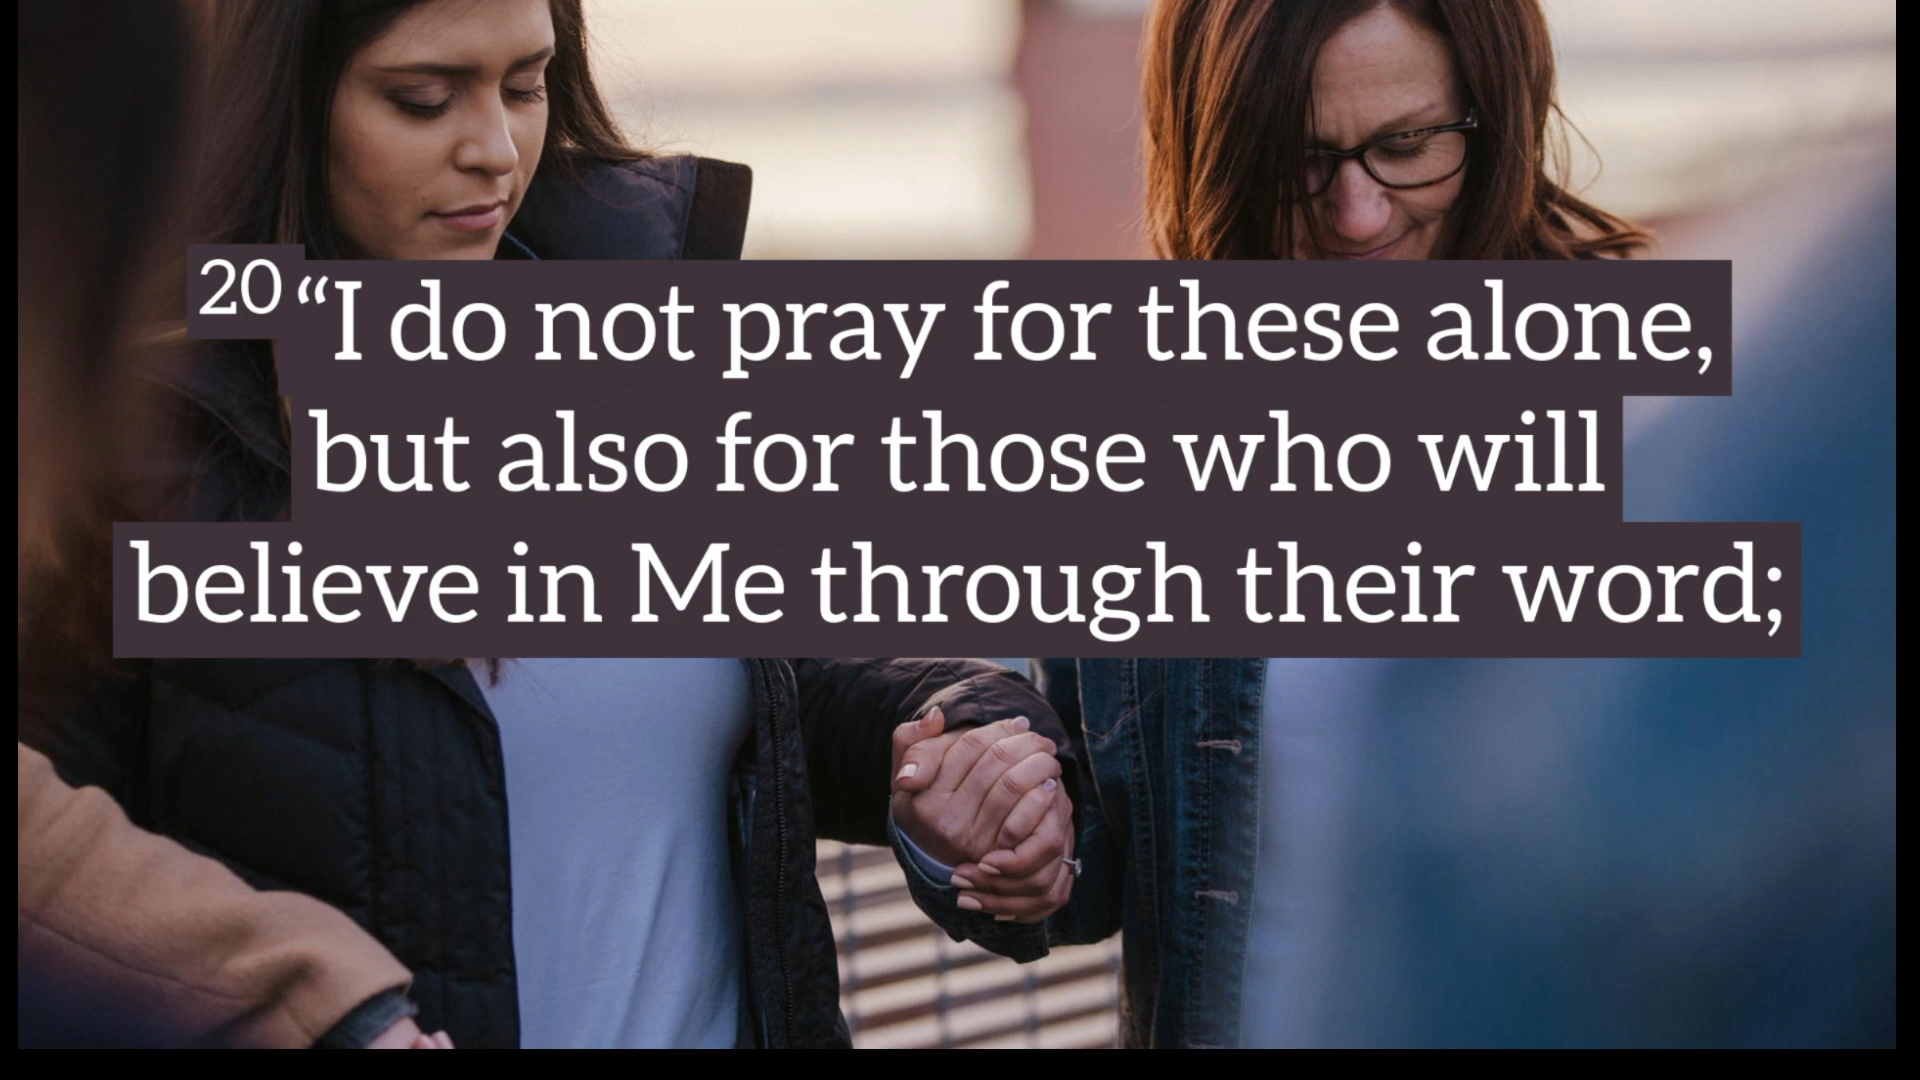 20 “I do not pray for these alone,
but also for those who will
believe in Me through their word;